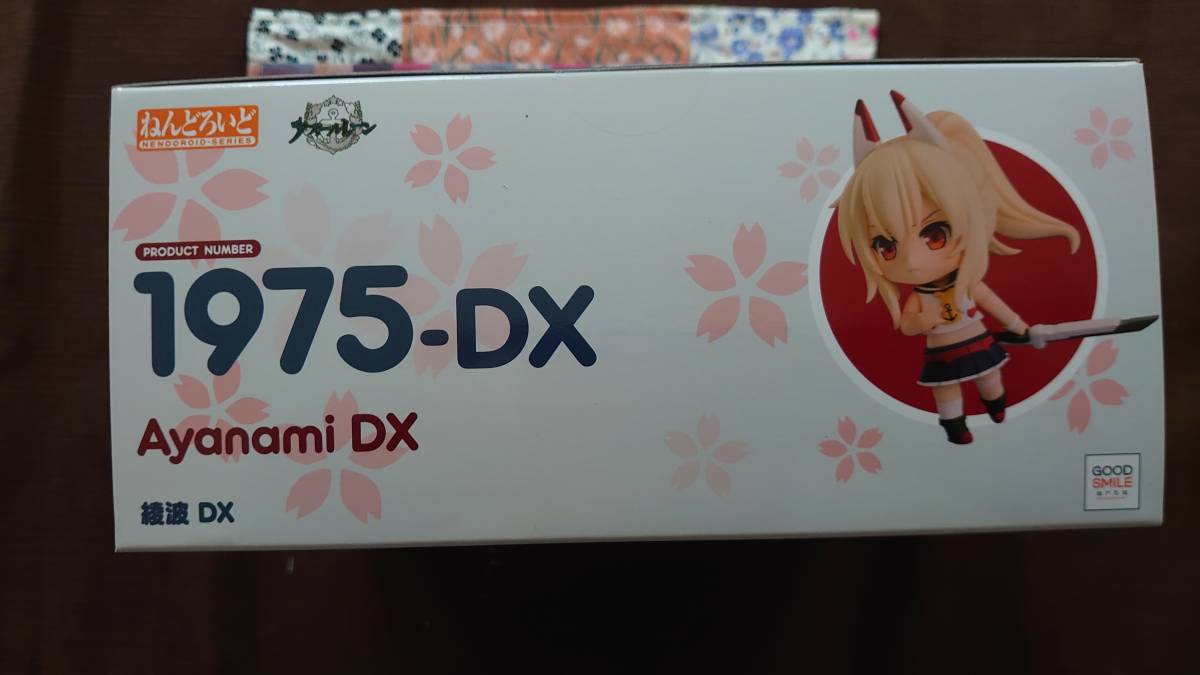 ねんどろいど
NENDOROID·SERIES
アズールレーン
PRODUCT NUMBER
1975-DX
Ayanami DX
綾波 DX
GOOD
SMILE